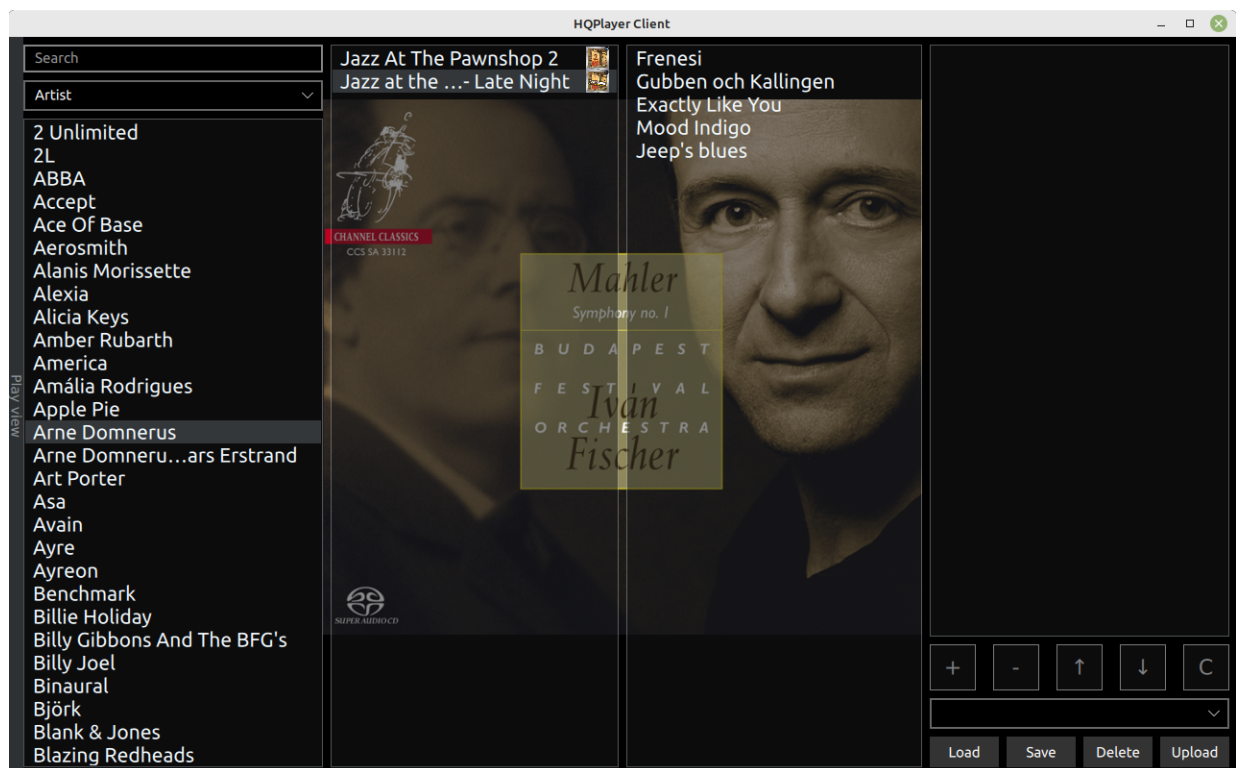 HQPlayer Client
Play view
Search
Artist
2 Unlimited
2L
ABBA
Accept
Ace Of Base
Aerosmith
Alanis Morissette
Alexia
Alicia Keys
Amber Rubarth
America
Amália Rodrigues
Apple Pie
Arne Domnerus
Arne Domneru...ars Erstrand
Art Porter
Asa
Avain
Ayre
Ayreon
Benchmark
Billie Holiday
Billy Gibbons And The BFG's
Billy Joel
Binaural
Björk
Blank & Jones
Blazing Redheads
Jazz At The Pawnshop 2
Jazz at the ...- Late Night
Frenesi
Gubben och Kallingen
Exactly Like You
Mood Indigo
Jeep's blues
CHANNEL CLASSICS
CCS SA 33112
Mahler
Symphony no. 1
BUDAPEST
FESTIVAL
Iván
ORCHESTRA
Fischer
SUPER AUDIO CD
+ - ↑ ↓ C
Load Save Delete Upload